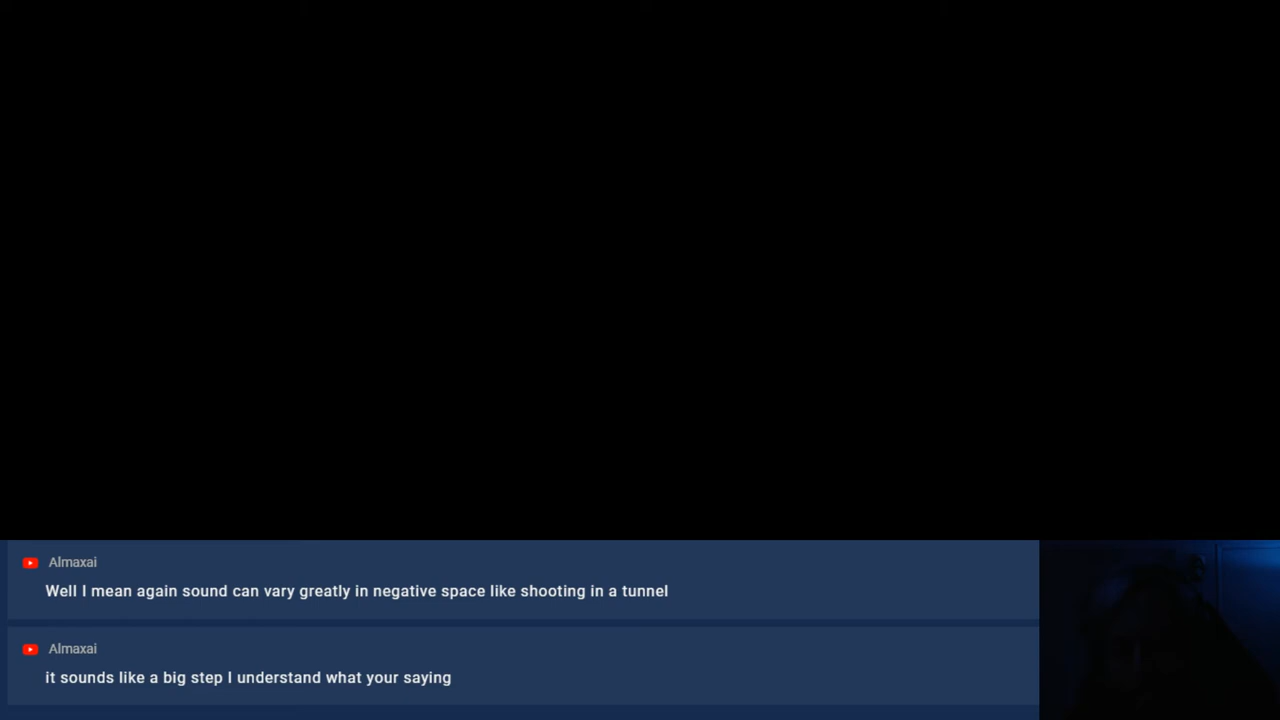 Almaxai
Well I mean again sound can vary greatly in negative space like shooting in a tunnel
Almaxai
it sounds like a big step I understand what your saying